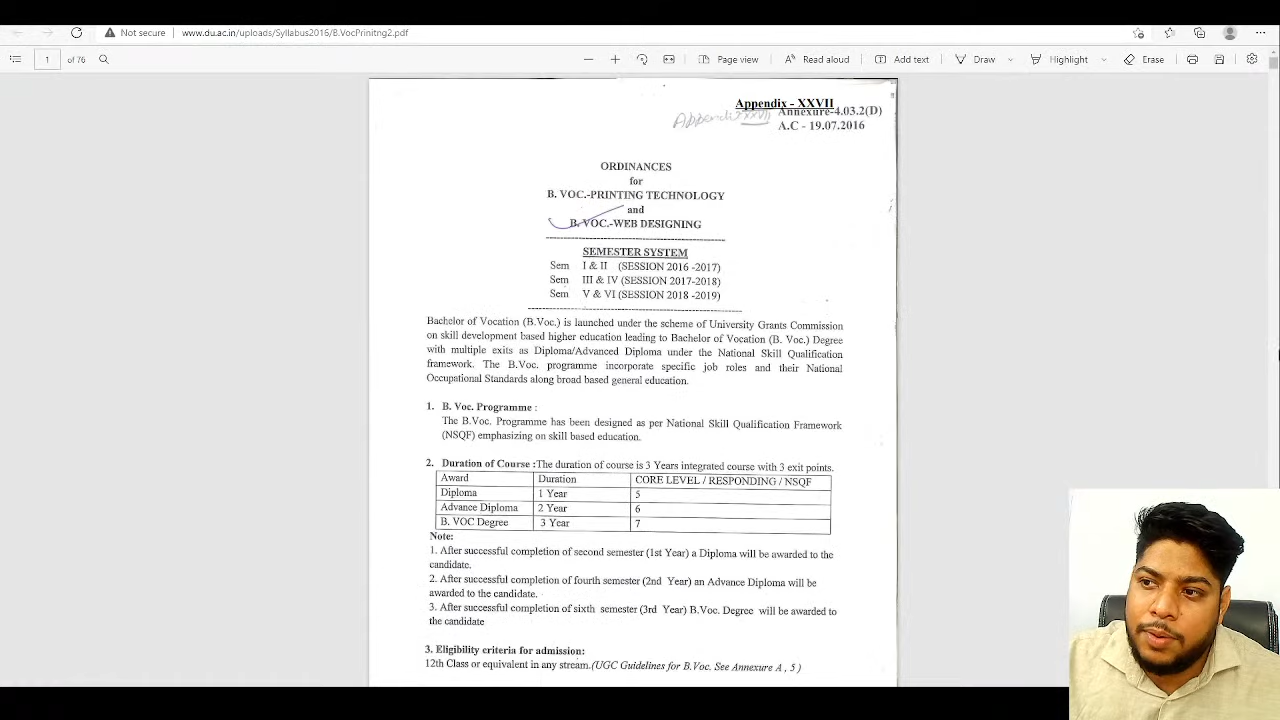 Not secure | www.du.ac.in/uploads/Syllabus2016/B.VocPrinitng2.pdf
1 of 76 Page view Read aloud Add text Draw Highlight Erase
Appendix - XXVII
Appendix XXVII Annexure-4.03.2(D)
A.C - 19.07.2016
ORDINANCES
for
B. VOC.-PRINTING TECHNOLOGY
and
B. VOC.-WEB DESIGNING
SEMESTER SYSTEM
Sem I & II (SESSION 2016 -2017)
Sem III & IV (SESSION 2017-2018)
Sem V & VI (SESSION 2018 -2019)
Bachelor of Vocation (B.Voc.) is launched under the scheme of University Grants Commission
on skill development based higher education leading to Bachelor of Vocation (B. Voc.) Degree
with multiple exits as Diploma/Advanced Diploma under the National Skill Qualification
framework. The B.Voc. programme incorporate specific job roles and their National
Occupational Standards along broad based general education.
1. B. Voc. Programme :
The B.Voc. Programme has been designed as per National Skill Qualification Framework
(NSQF) emphasizing on skill based education.
2. Duration of Course :The duration of course is 3 Years integrated course with 3 exit points.
Award Duration CORE LEVEL / RESPONDING / NSQF
Diploma 1 Year 5
Advance Diploma 2 Year 6
B. VOC Degree 3 Year 7
Note:
1. After successful completion of second semester (1st Year) a Diploma will be awarded to the
candidate.
2. After successful completion of fourth semester (2nd Year) an Advance Diploma will be
awarded to the candidate.
3. After successful completion of sixth semester (3rd Year) B.Voc. Degree will be awarded to
the candidate
3. Eligibility criteria for admission:
12th Class or equivalent in any stream.(UGC Guidelines for B.Voc. See Annexure A , 5 )